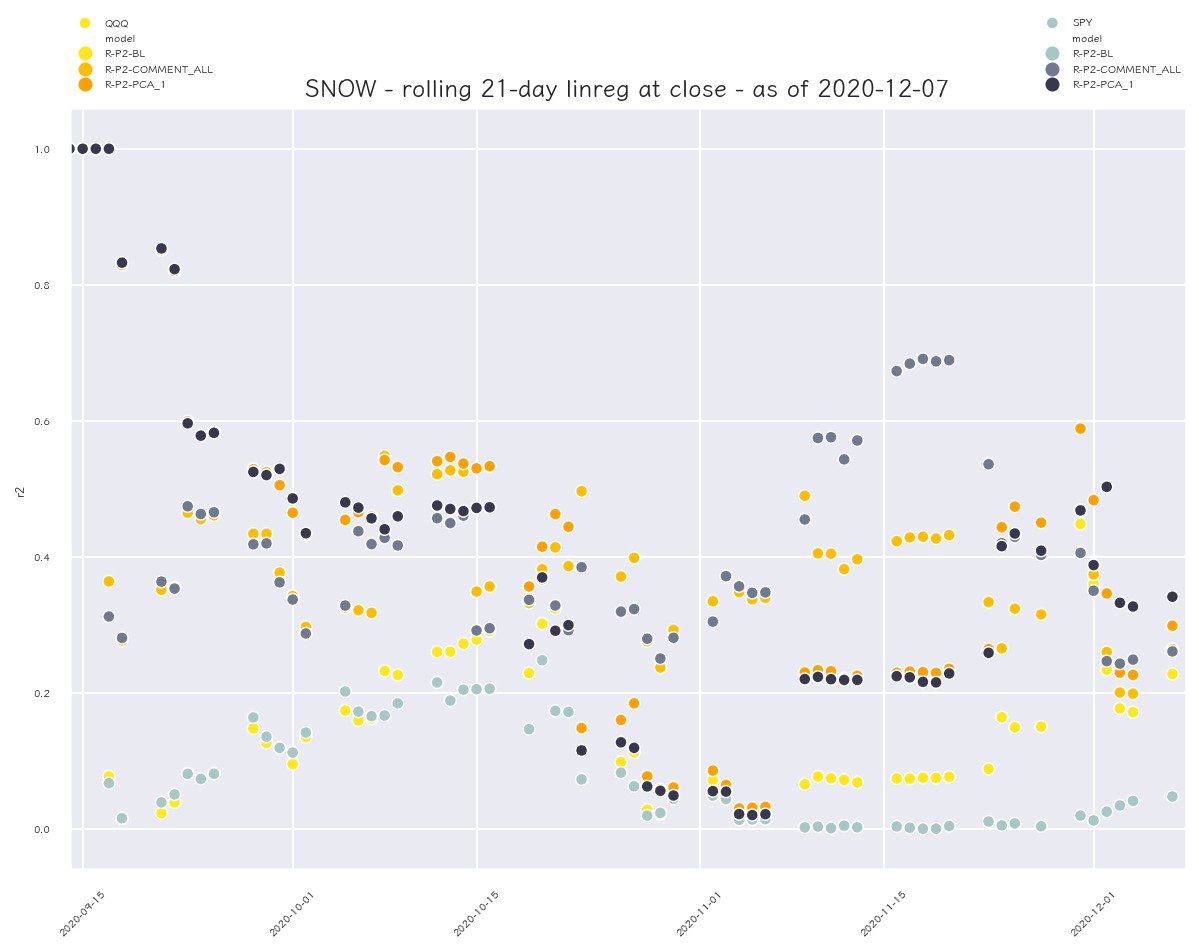 QQQ
model
R-P2-BL
R-P2-COMMENT_ALL
R-P2-PCA_1
SPY
model
R-P2-BL
R-P2-COMMENT_ALL
R-P2-PCA_1
SNOW - rolling 21-day linreg at close - as of 2020-12-07
1.0
0.8
0.6
0.4
0.2
0.0
r2
2020-09-15
2020-10-01
2020-10-15
2020-11-01
2020-11-15
2020-12-01